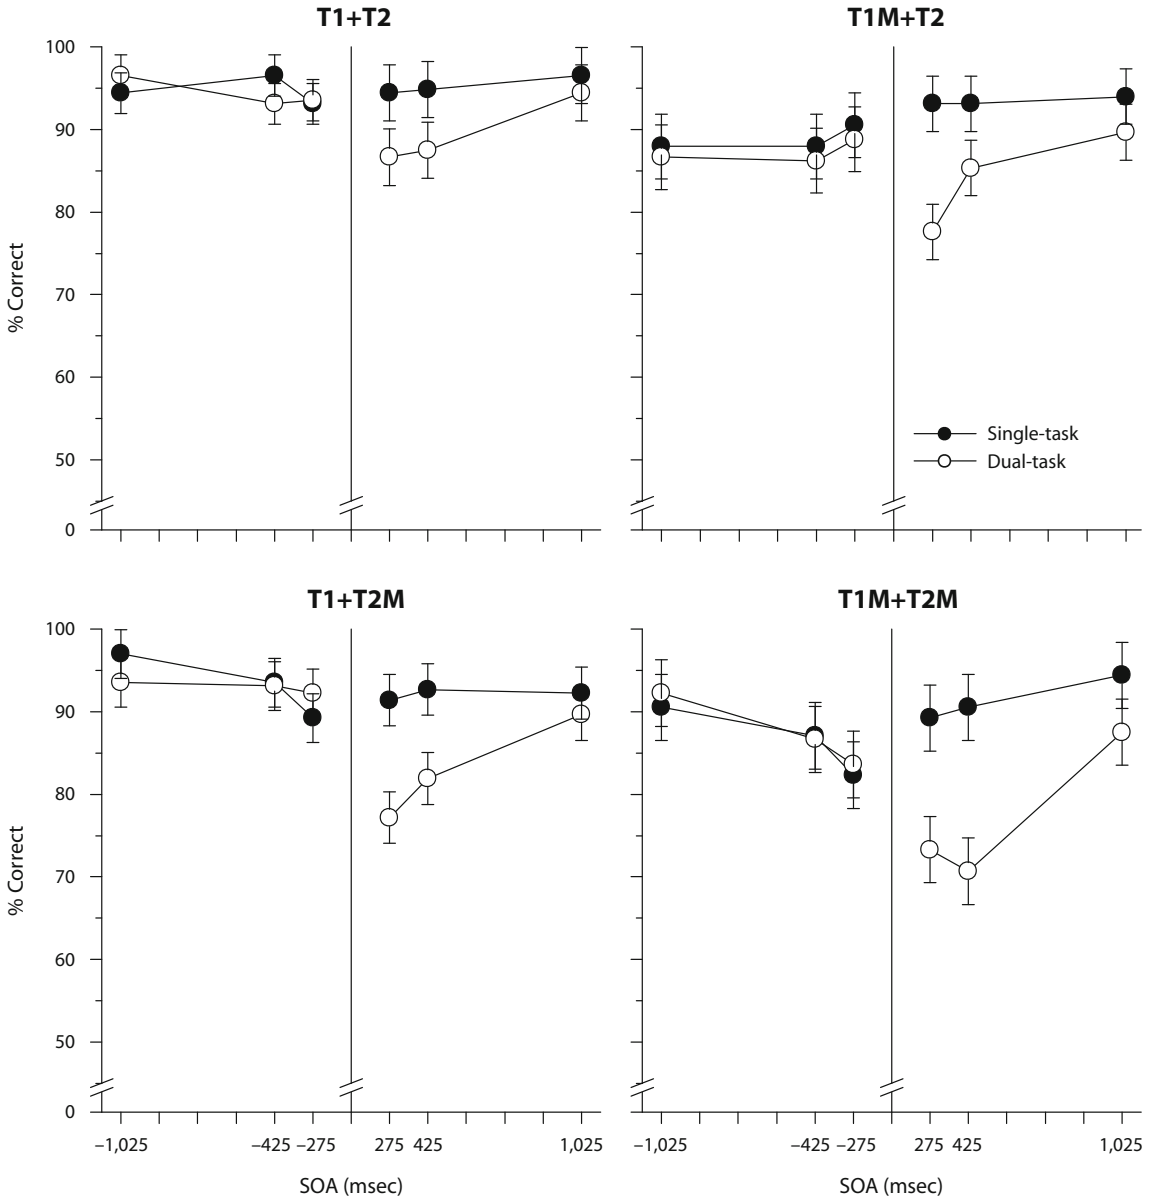 T1+T2 T1M+T2
100
90
80
70
60
50
0
% Correct
Single-task
Dual-task
T1+T2M T1M+T2M
100
90
80
70
60
50
0
% Correct
–1,025 –425 –275 275 425 1,025 –1,025 –425 –275 275 425 1,025
SOA (msec) SOA (msec)